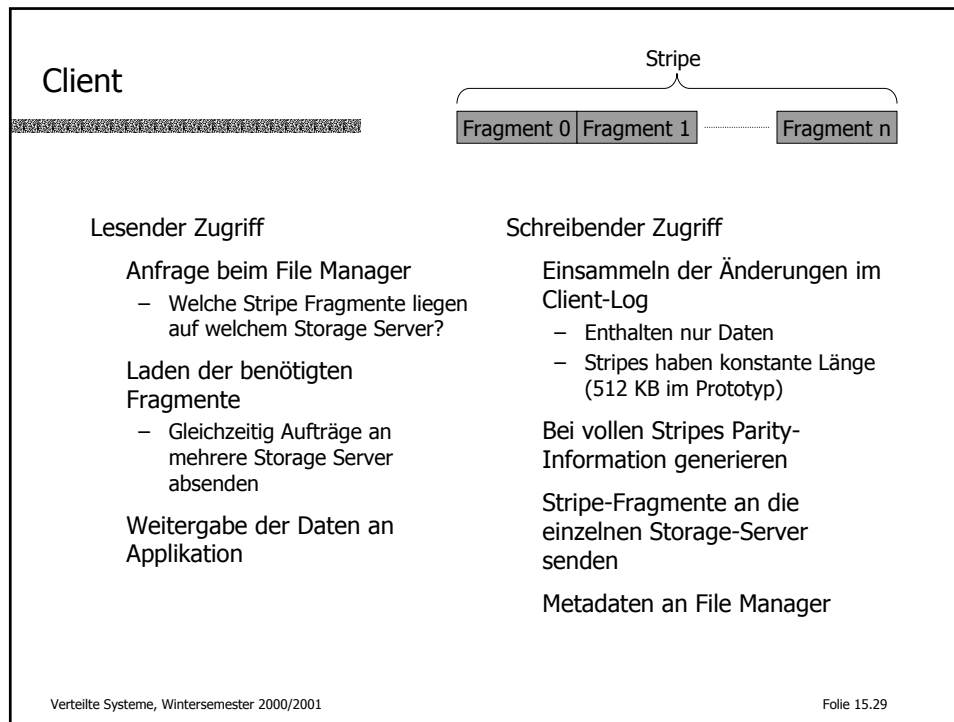 Client
Stripe
Fragment 0 Fragment 1 Fragment n
Lesender Zugriff
Anfrage beim File Manager
– Welche Stripe Fragmente liegen
auf welchem Storage Server?
Laden der benötigten
Fragmente
– Gleichzeitig Aufträge an
mehrere Storage Server
absenden
Weitergabe der Daten an
Applikation
Schreibender Zugriff
Einsammeln der Änderungen im
Client-Log
– Enthalten nur Daten
– Stripes haben konstante Länge
(512 KB im Prototyp)
Bei vollen Stripes Parity-
Information generieren
Stripe-Fragmente an die
einzelnen Storage-Server
senden
Metadaten an File Manager
Verteilte Systeme, Wintersemester 2000/2001
Folie 15.29